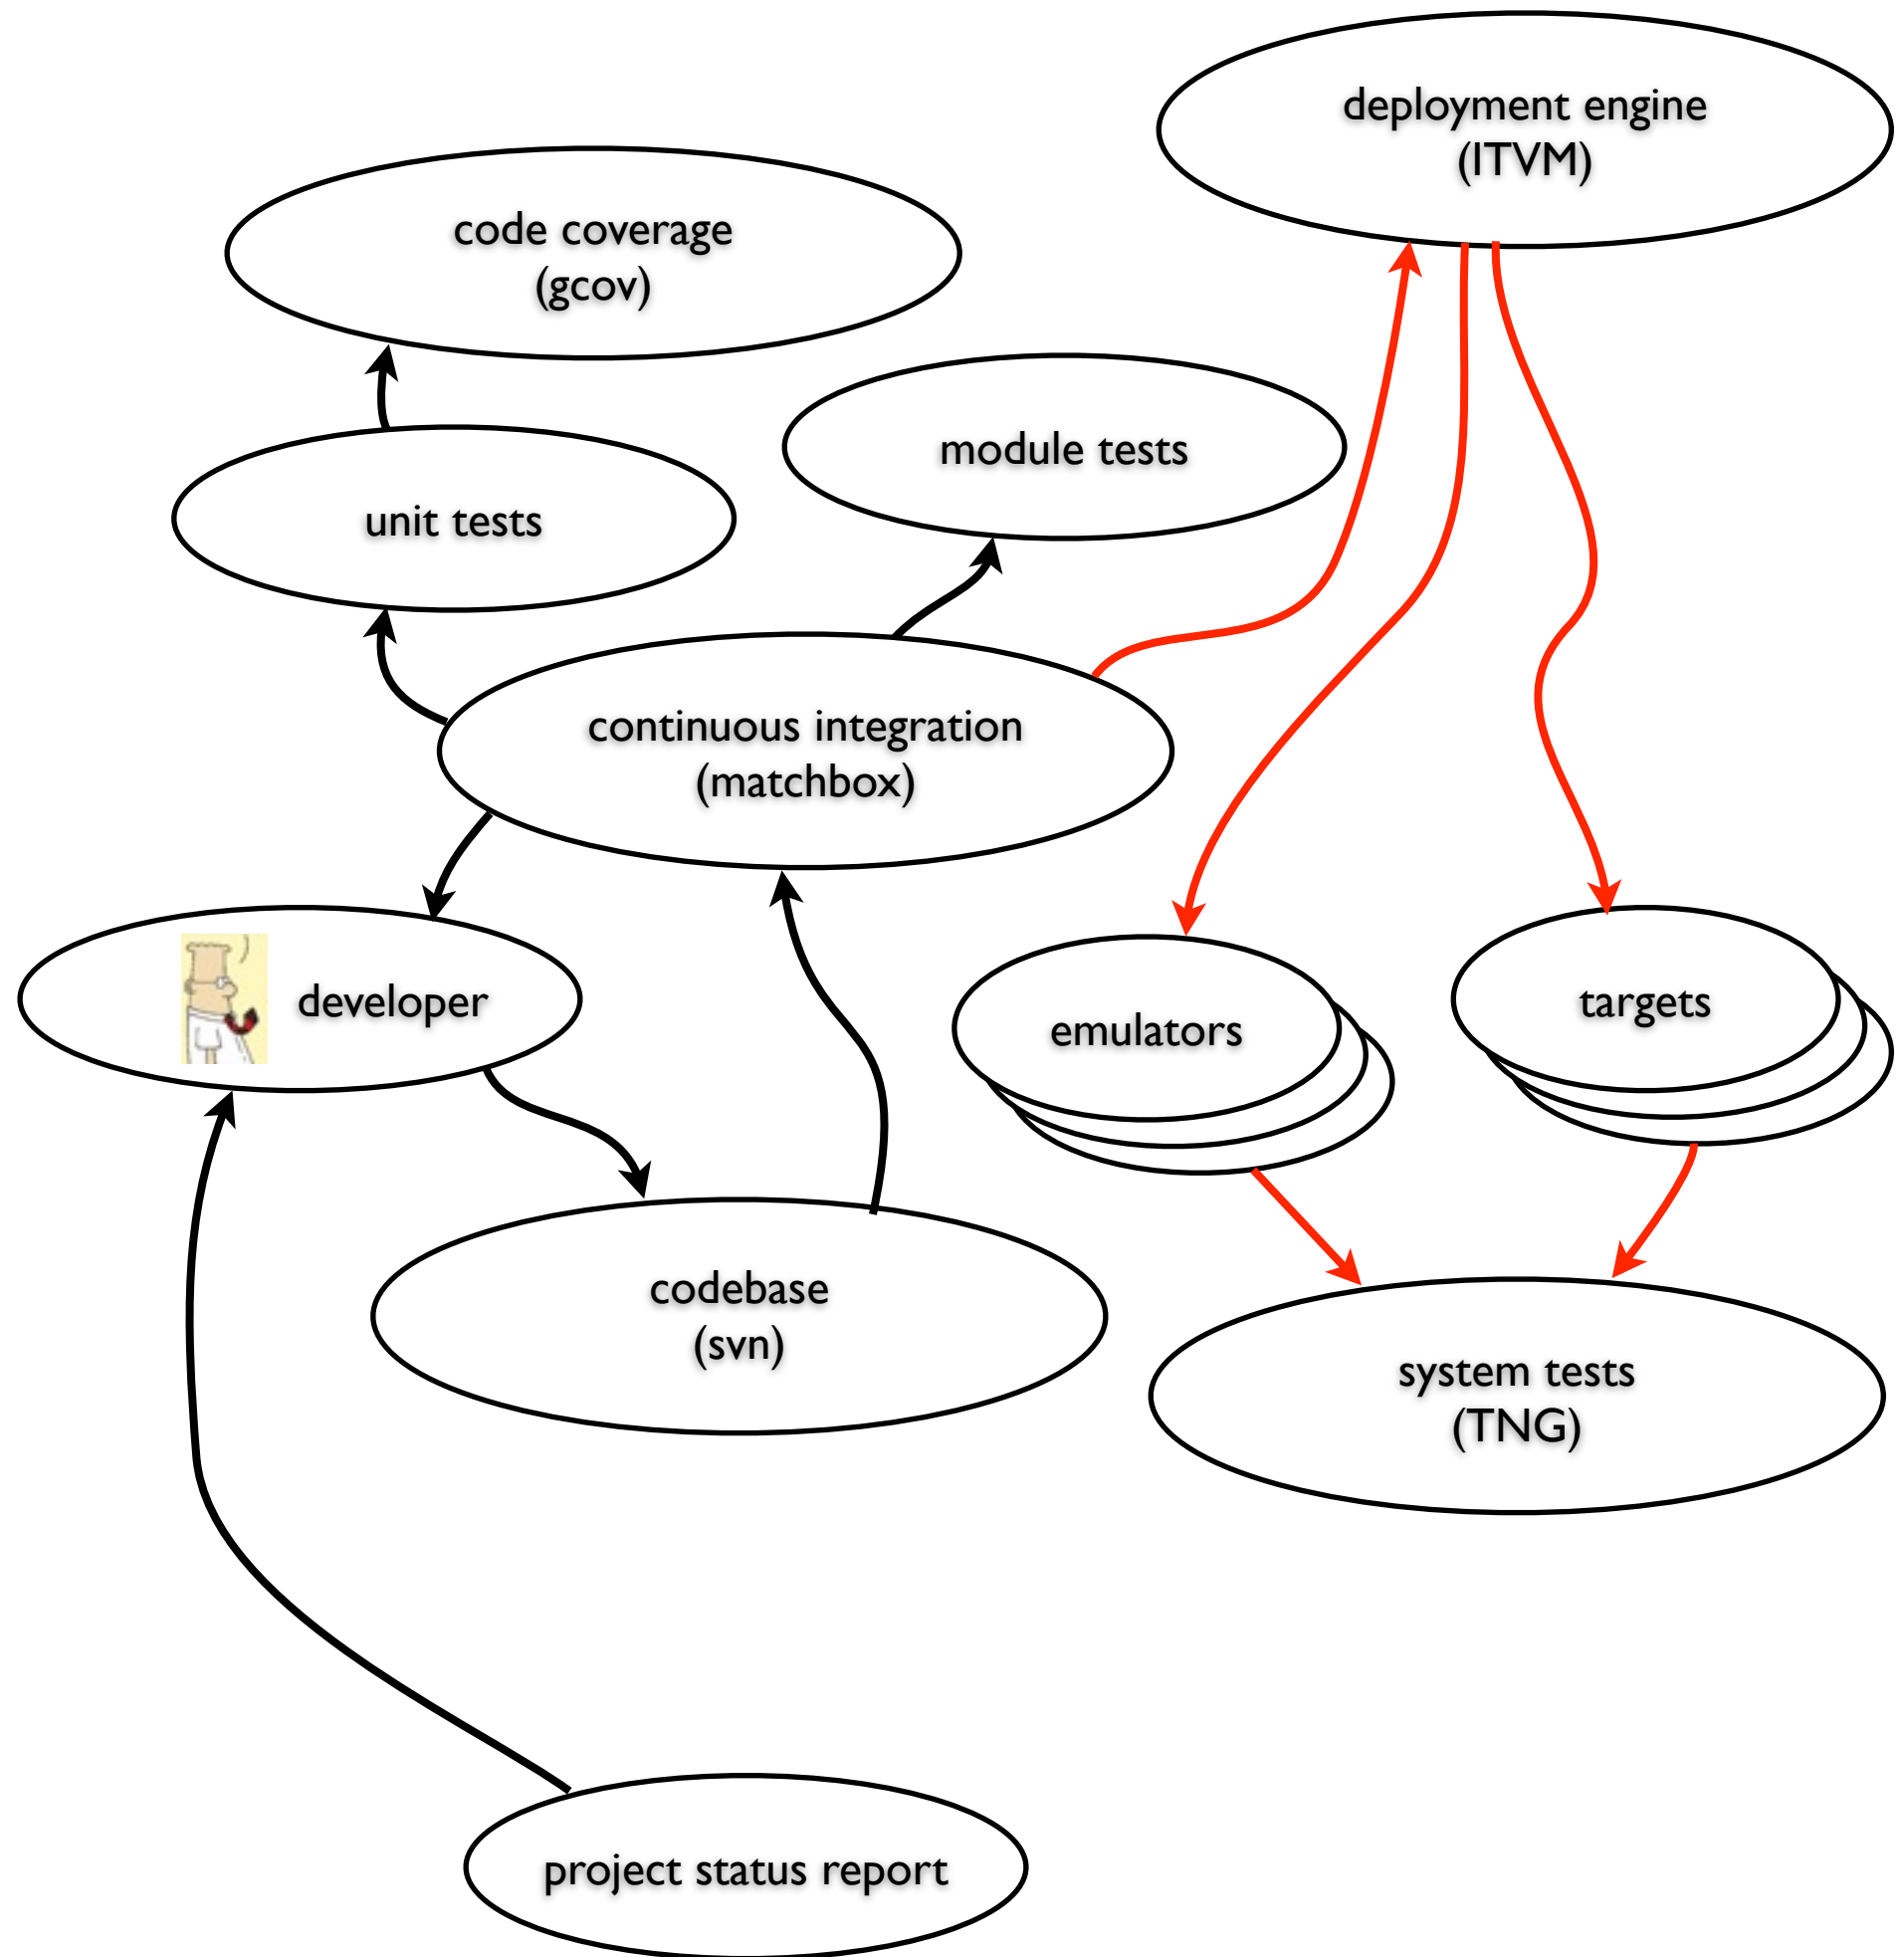 deployment engine
(ITVM)
code coverage
(gcov)
module tests
unit tests
continuous integration
(matchbox)
developer
emulators
targets
codebase
(svn)
system tests
(TNG)
project status report